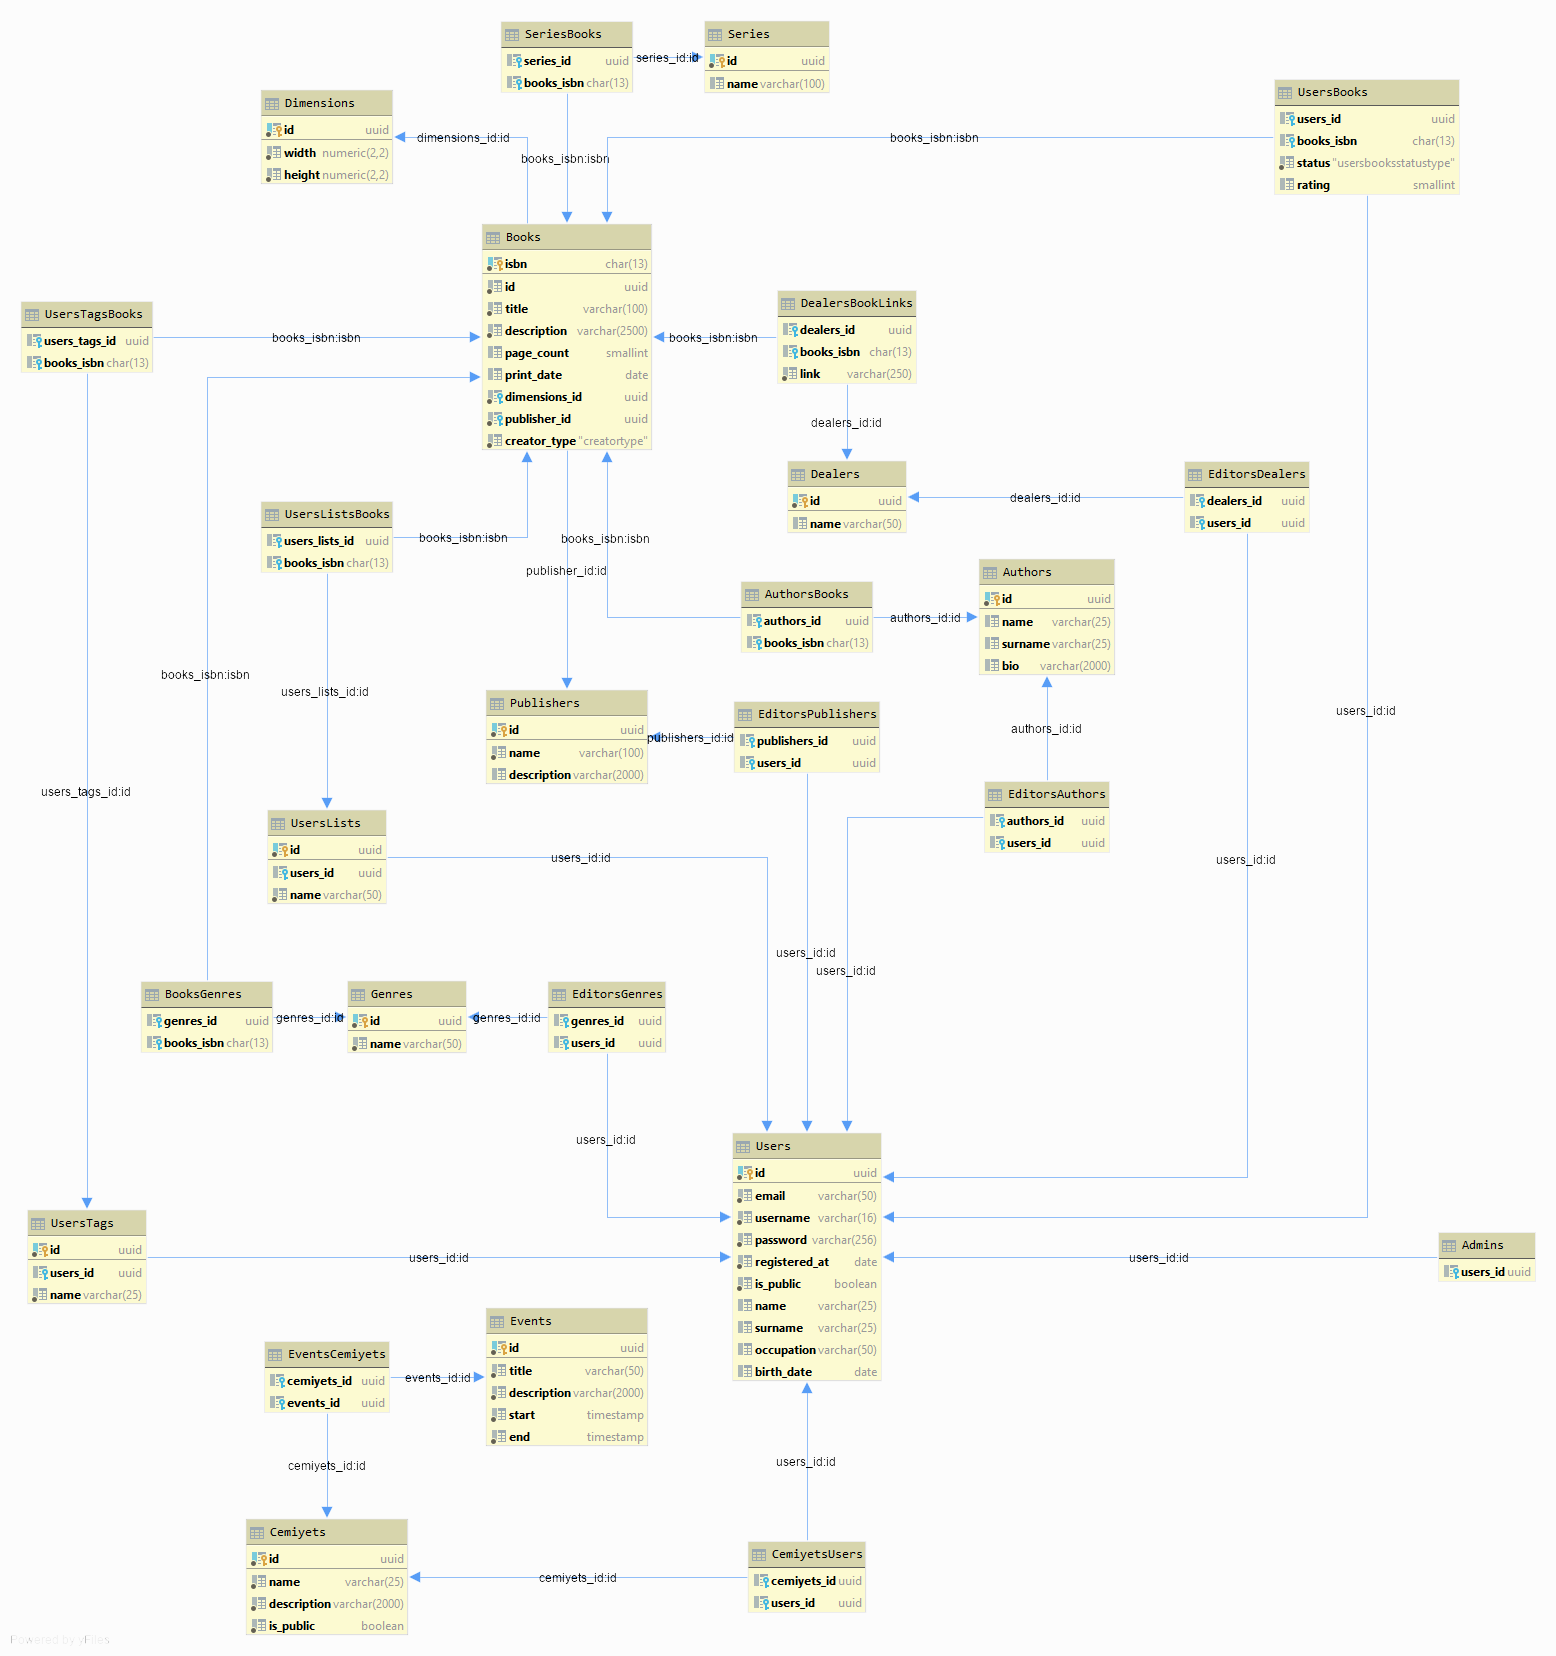 SeriesBooks
series_id uuid
books_isbn char(13)
series_id:id
Series
id uuid
name varchar(100)
Dimensions
id uuid
width numeric(2,2)
height numeric(2,2)
dimensions_id:id
books_isbn:isbn
books_isbn:isbn
UsersBooks
users_id uuid
books_isbn char(13)
status "usersbooksstatustype"
rating smallint
Books
isbn char(13)
id uuid
title varchar(100)
description varchar(2500)
page_count smallint
print_date date
dimensions_id uuid
publisher_id uuid
creator_type "creatortype"
UsersTagsBooks
users_tags_id uuid
books_isbn char(13)
books_isbn:isbn
DealersBookLinks
dealers_id uuid
books_isbn char(13)
link varchar(250)
books_isbn:isbn
dealers_id:id
Dealers
id uuid
name varchar(50)
dealers_id:id
EditorsDealers
dealers_id uuid
users_id uuid
UsersListsBooks
users_lists_id uuid
books_isbn char(13)
books_isbn:isbn
books_isbn:isbn
publisher_id:id
AuthorsBooks
authors_id uuid
books_isbn char(13)
authors_id:id
Authors
id uuid
name varchar(25)
surname varchar(25)
bio varchar(2000)
books_isbn:isbn
users_lists_id:id
Publishers
id uuid
name varchar(100)
description varchar(2000)
publishers_id:id
EditorsPublishers
publishers_id uuid
users_id uuid
authors_id:id
users_id:id
EditorsAuthors
authors_id uuid
users_id uuid
users_tags_id:id
UsersLists
id uuid
users_id uuid
name varchar(50)
users_id:id
users_id:id
users_id:id
users_id:id
BooksGenres
genres_id uuid
books_isbn char(13)
genres_id:id
Genres
id uuid
name varchar(50)
genres_id:id
EditorsGenres
genres_id uuid
users_id uuid
users_id:id
Users
id uuid
email varchar(50)
username varchar(16)
password varchar(256)
registered_at date
is_public boolean
name varchar(25)
surname varchar(25)
occupation varchar(50)
birth_date date
UsersTags
id uuid
users_id uuid
name varchar(25)
users_id:id
users_id:id
Admins
users_id uuid
EventsCemiyets
cemiyets_id uuid
events_id uuid
events_id:id
Events
id uuid
title varchar(50)
description varchar(2000)
start timestamp
end timestamp
cemiyets_id:id
users_id:id
Cemiyets
id uuid
name varchar(25)
description varchar(2000)
is_public boolean
cemiyets_id:id
CemiyetsUsers
cemiyets_id uuid
users_id uuid
Powered by yFiles